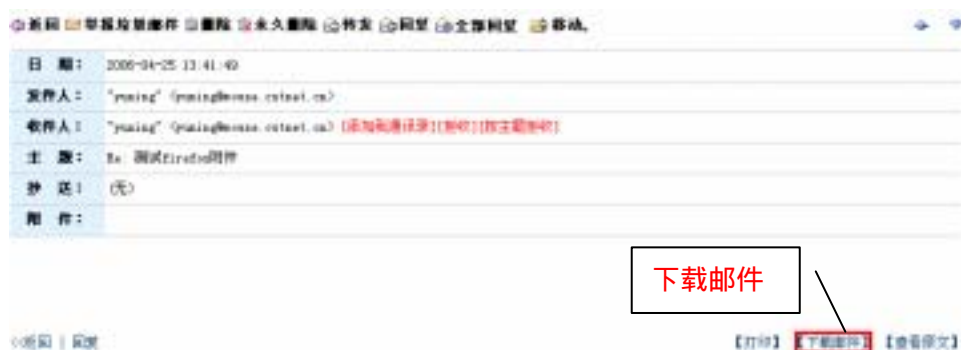 返回 举报垃圾邮件 删除 永久删除 转发 回复 全部回复 移动
日 期： 2006-04-25 13:41:49
发件人：
收件人： [添加到通讯录][拒收][按主题拒收]
主 题： Re: 测试firefox附件
抄 送： (无)
附 件：
下载邮件
<<返回 | 回复 【打印】 【下载邮件】 【查看原文】